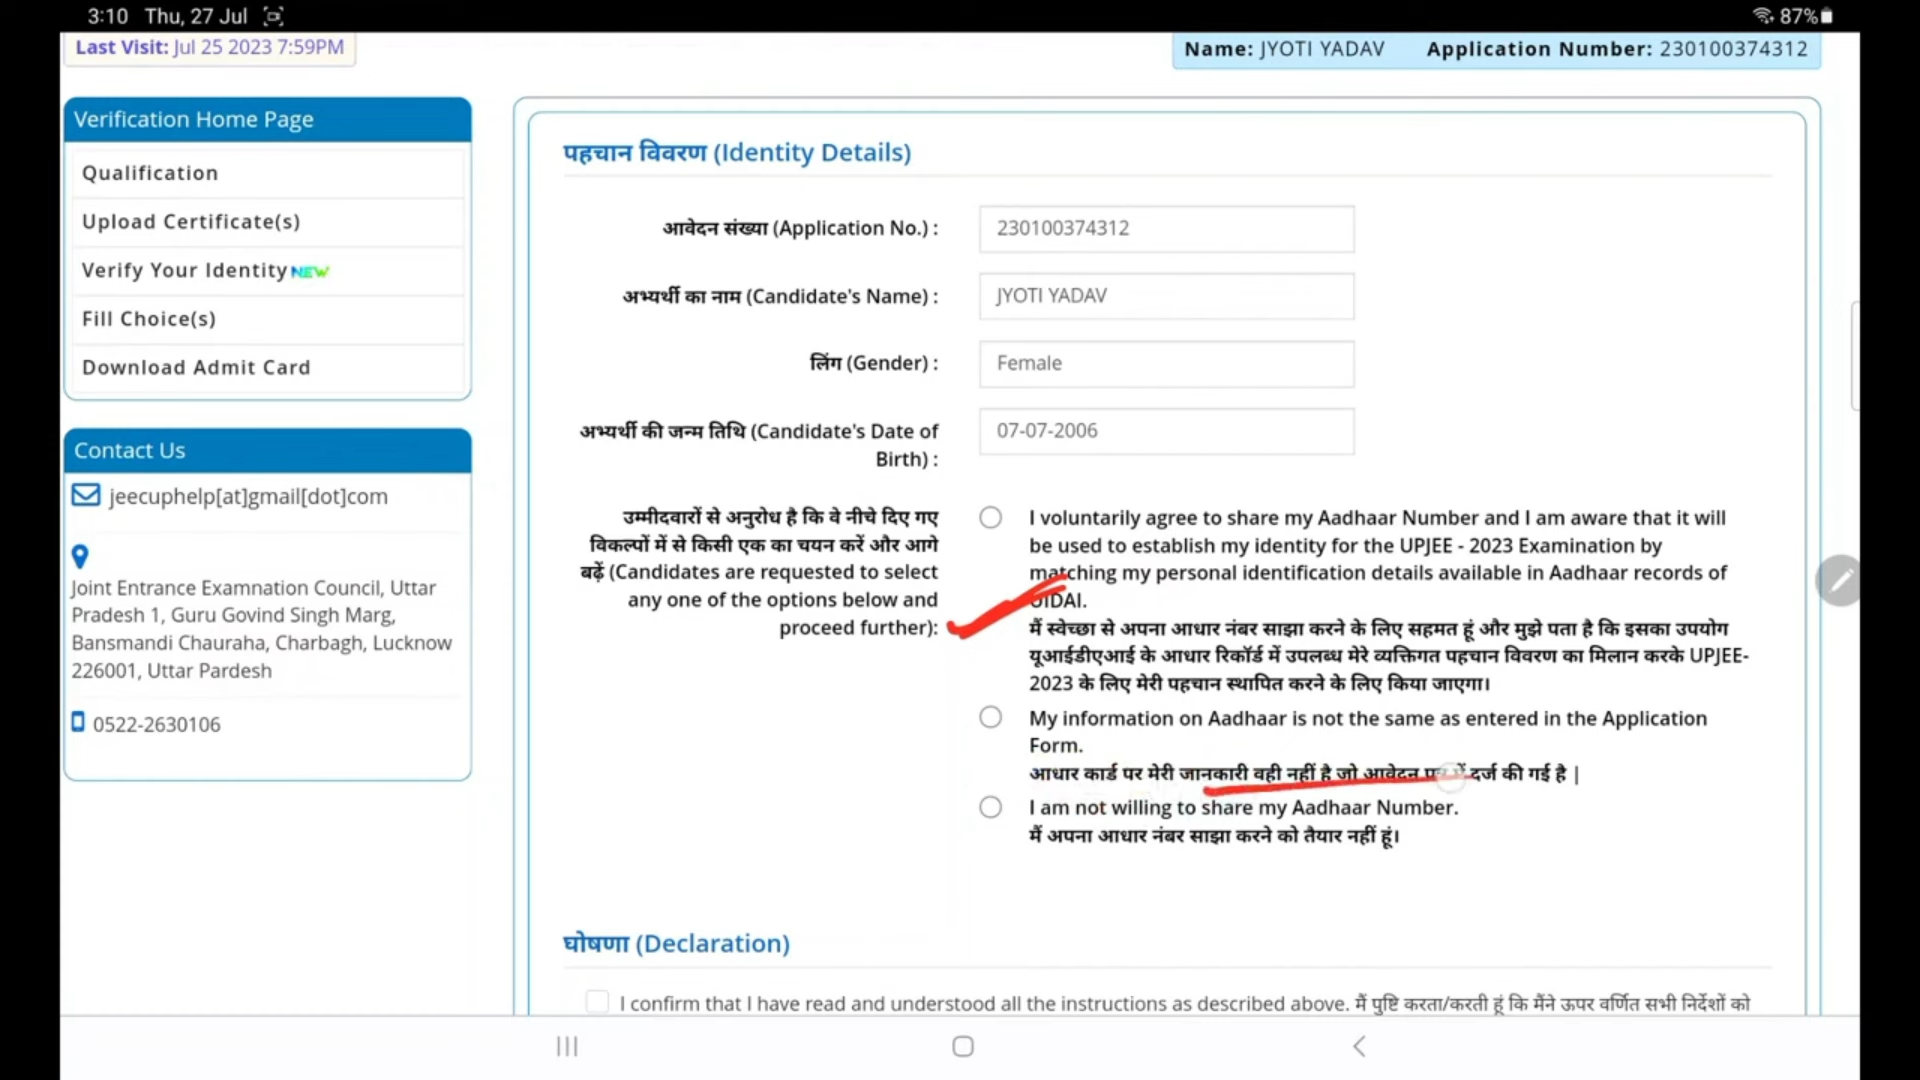 3:10 Thu, 27 Jul
87%
Last Visit: Jul 25 2023 7:59PM
Name: JYOTI YADAV Application Number: 230100374312
Verification Home Page
Qualification
Upload Certificate(s)
Verify Your Identity NEW
Fill Choice(s)
Download Admit Card
Contact Us
jeecuphelp[at]gmail[dot]com
Joint Entrance Examnation Council, Uttar
Pradesh 1, Guru Govind Singh Marg,
Bansmandi Chauraha, Charbagh, Lucknow
226001, Uttar Pardesh
0522-2630106
पहचान विवरण (Identity Details)
आवेदन संख्या (Application No.) : 230100374312
अभ्यर्थी का नाम (Candidate's Name) : JYOTI YADAV
लिंग (Gender) : Female
अभ्यर्थी की जन्म तिथि (Candidate's Date of
Birth) :
07-07-2006
उम्मीदवारों से अनुरोध है कि वे नीचे दिए गए
विकल्पों में से किसी एक का चयन करें और आगे
बढ़ें (Candidates are requested to select
any one of the options below and
proceed further):
I voluntarily agree to share my Aadhaar Number and I am aware that it will
be used to establish my identity for the UPJEE - 2023 Examination by
matching my personal identification details available in Aadhaar records of
UIDAI.
मैं स्वेच्छा से अपना आधार नंबर साझा करने के लिए सहमत हूं और मुझे पता है कि इसका उपयोग
यूआईडीएआई के आधार रिकॉर्ड में उपलब्ध मेरे व्यक्तिगत पहचान विवरण का मिलान करके UPJEE-
2023 के लिए मेरी पहचान स्थापित करने के लिए किया जाएगा।
My information on Aadhaar is not the same as entered in the Application
Form.
आधार कार्ड पर मेरी जानकारी वही नहीं है जो आवेदन पत्र में दर्ज की गई है |
I am not willing to share my Aadhaar Number.
मैं अपना आधार नंबर साझा करने को तैयार नहीं हूं।
घोषणा (Declaration)
I confirm that I have read and understood all the instructions as described above. मैं पुष्टि करता/करती हूं कि मैंने ऊपर वर्णित सभी निर्देशों को